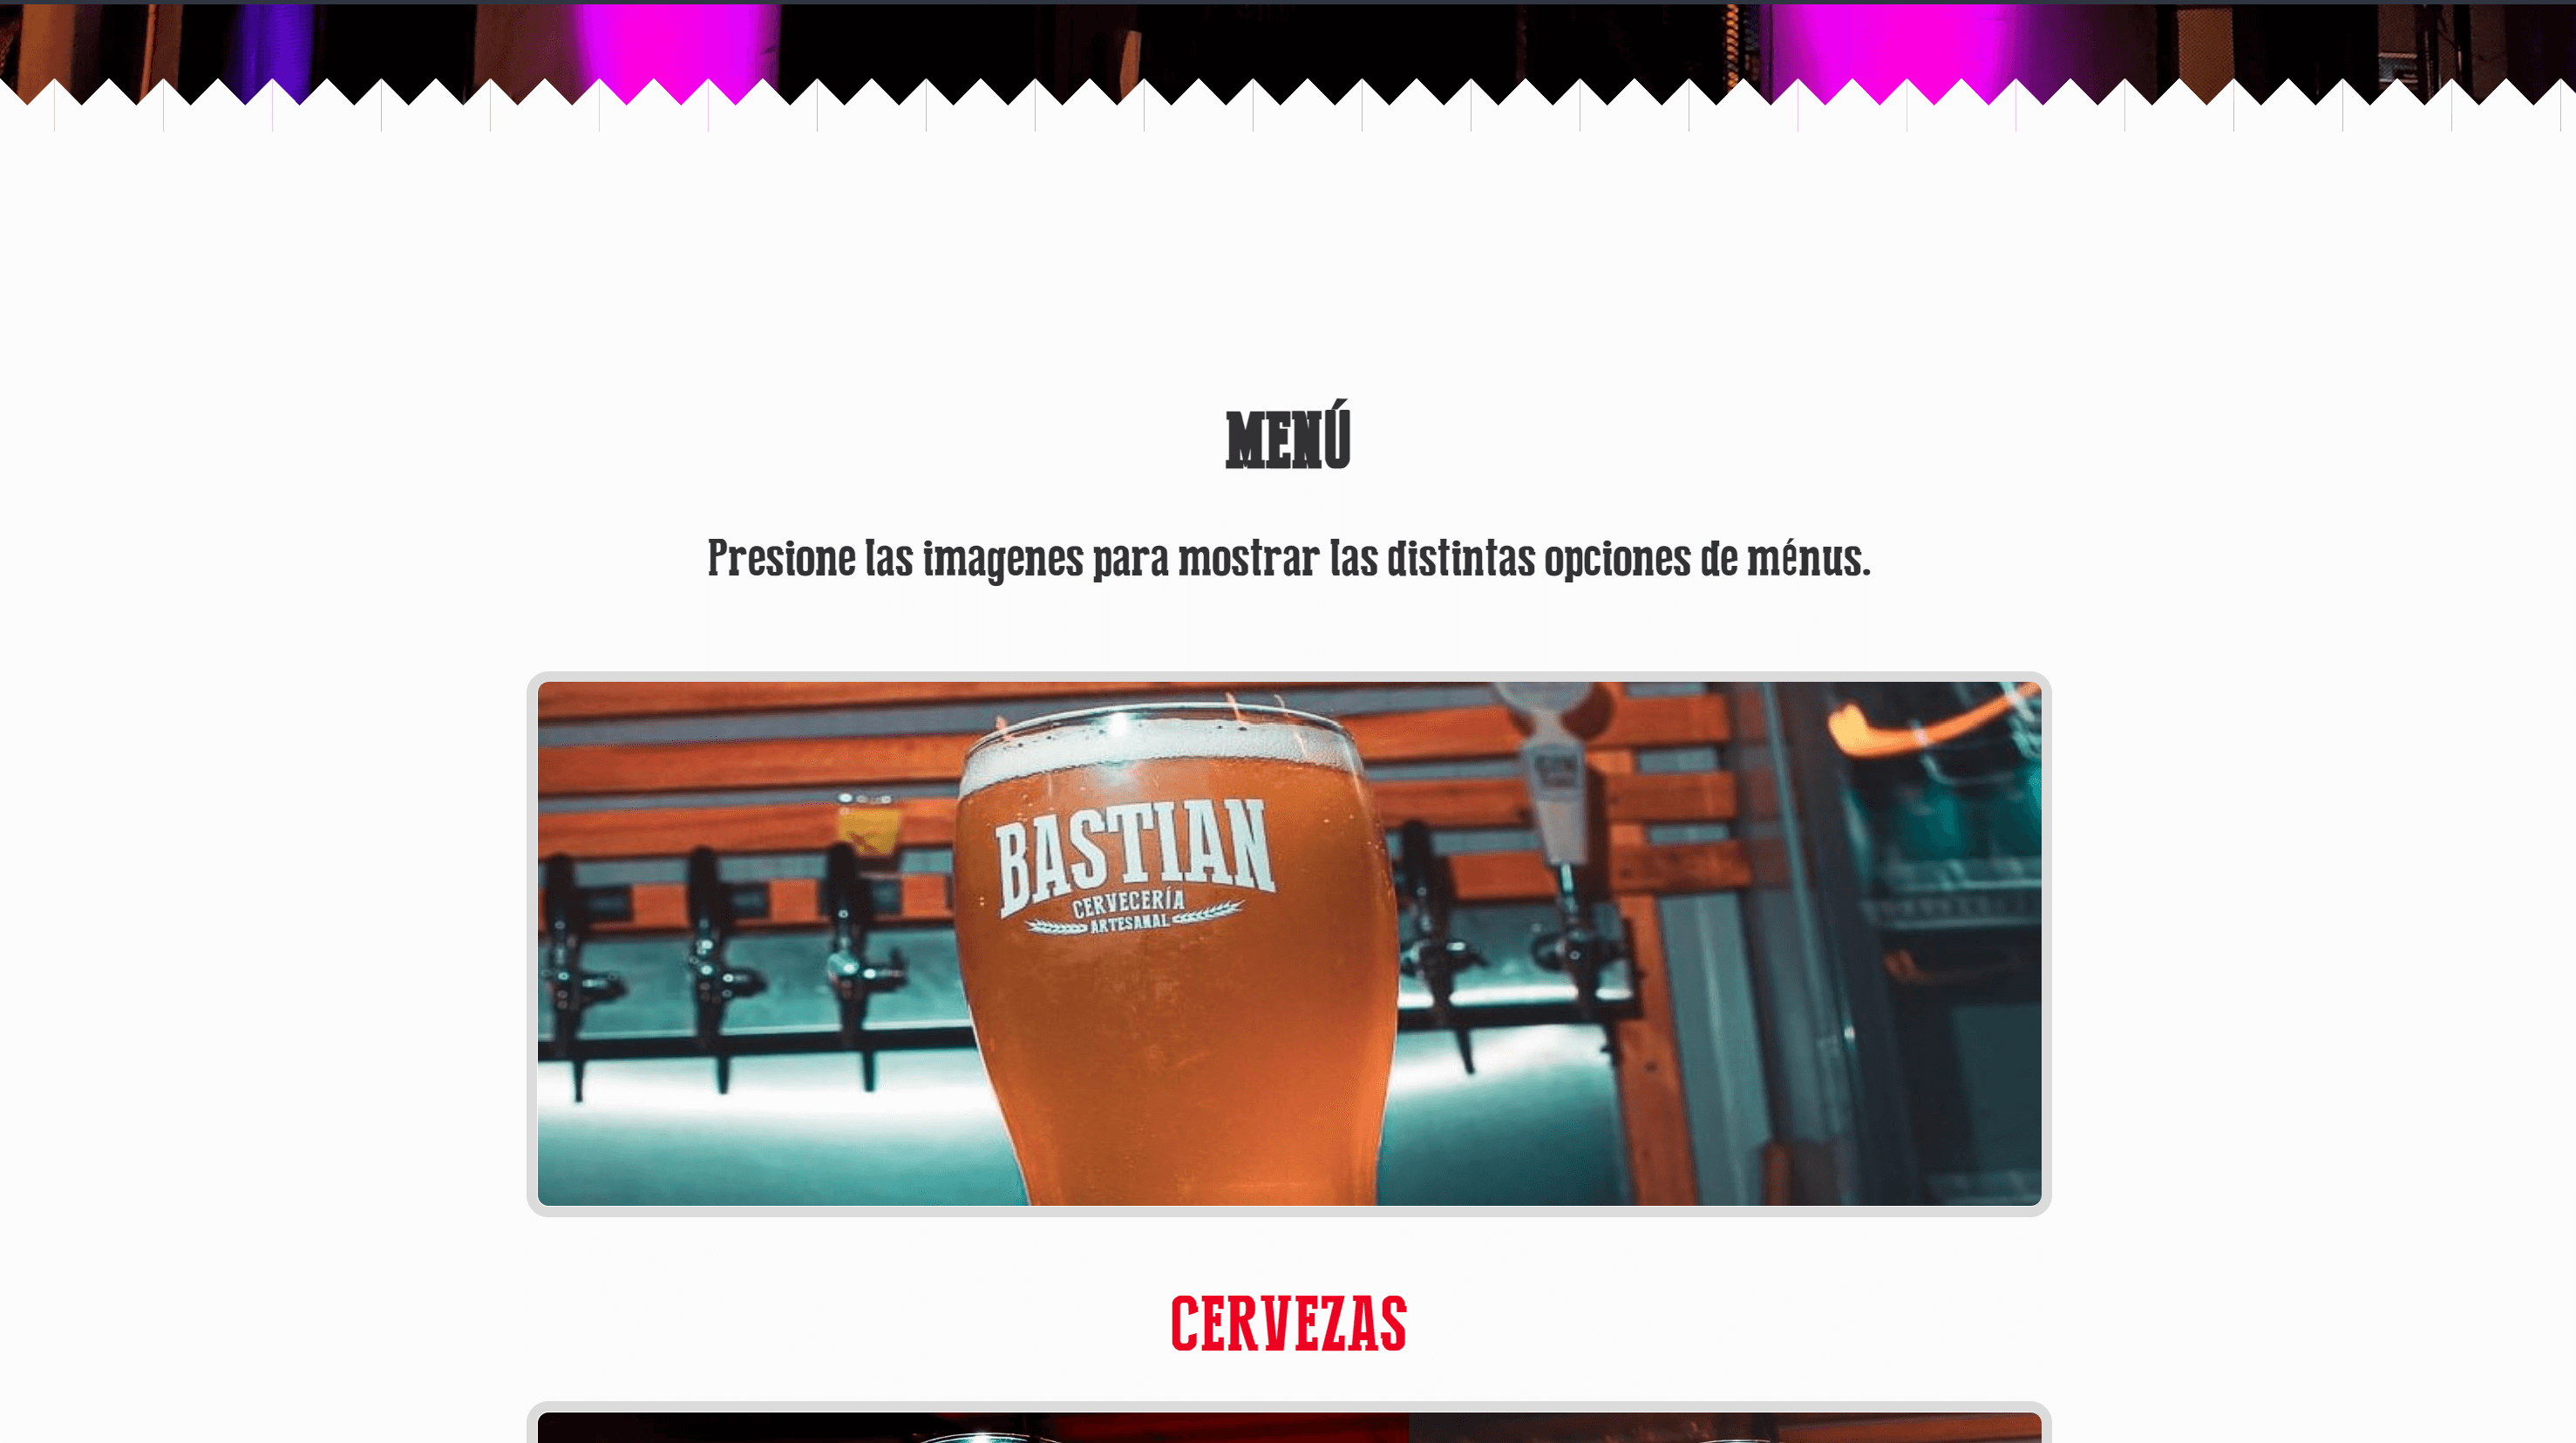 MENÚ
Presione las imagenes para mostrar las distintas opciones de ménus.
BASTIAN
CERVECERÍA
ARTESANAL
CERVEZAS